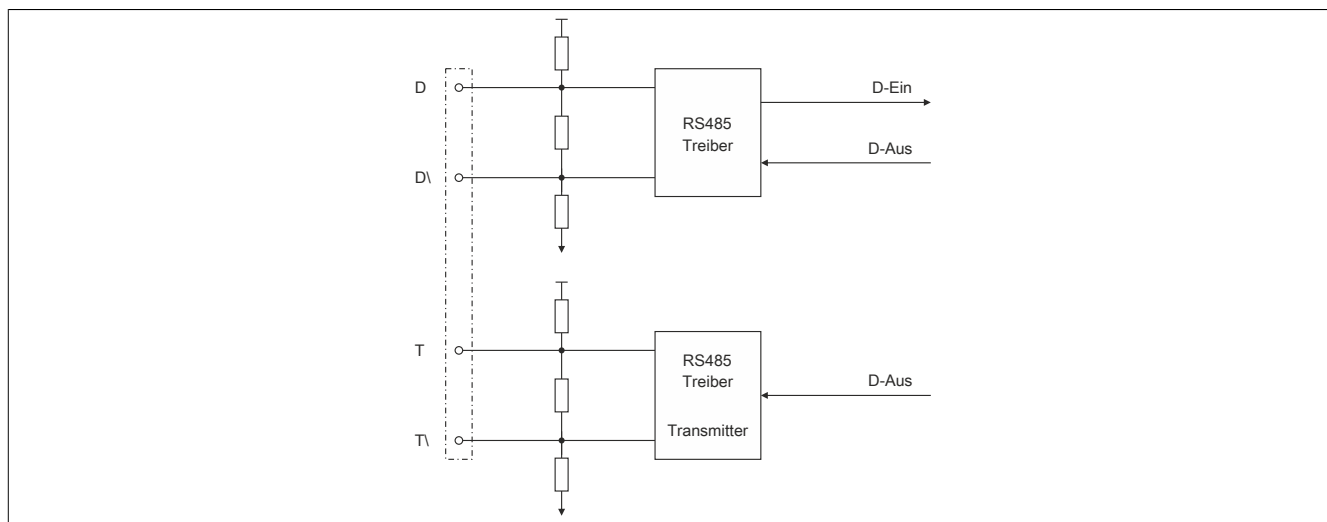 D
D\
RS485
Treiber
D-Ein
D-Aus
T
T\
RS485
Treiber
Transmitter
D-Aus